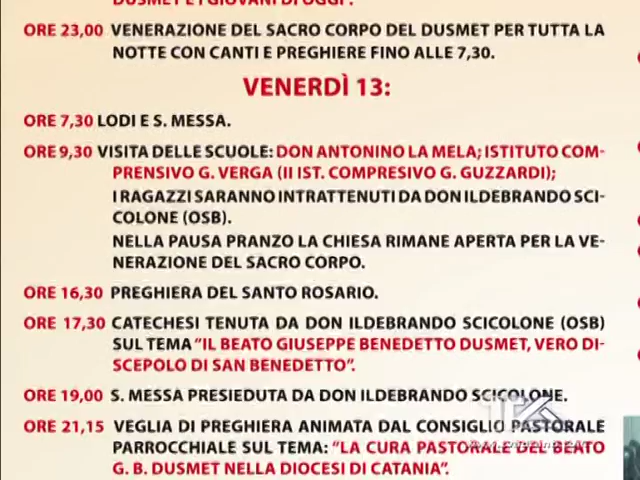 DUSMET E I GIOVANI DI OGGI".
ORE 23,00 VENERAZIONE DEL SACRO CORPO DEL DUSMET PER TUTTA LA
NOTTE CON CANTI E PREGHIERE FINO ALLE 7,30.
VENERDÌ 13:
ORE 7,30 LODI E S. MESSA.
ORE 9,30 VISITA DELLE SCUOLE: DON ANTONINO LA MELA; ISTITUTO COM-
PRENSIVO G. VERGA (II IST. COMPRESIVO G. GUZZARDI);
I RAGAZZI SARANNO INTRATTENUTI DA DON ILDEBRANDO SCI-
COLONE (OSB).
NELLA PAUSA PRANZO LA CHIESA RIMANE APERTA PER LA VE-
NERAZIONE DEL SACRO CORPO.
ORE 16,30 PREGHIERA DEL SANTO ROSARIO.
ORE 17,30 CATECHESI TENUTA DA DON ILDEBRANDO SCICOLONE (OSB)
SUL TEMA "IL BEATO GIUSEPPE BENEDETTO DUSMET, VERO DI-
SCEPOLO DI SAN BENEDETTO".
ORE 19,00 S. MESSA PRESIEDUTA DA DON ILDEBRANDO SCICOLONE.
ORE 21,15 VEGLIA DI PREGHIERA ANIMATA DAL CONSIGLIO PASTORALE
PARROCCHIALE SUL TEMA: "LA CURA PASTORALE DEL BEATO
G. B. DUSMET NELLA DIOCESI DI CATANIA".